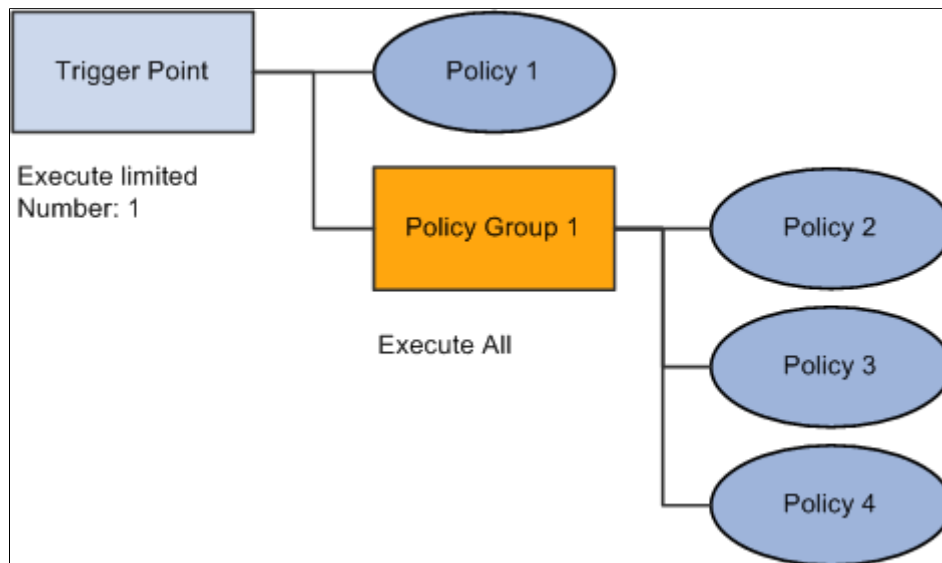 Trigger Point
Policy 1
Execute limited
Number: 1
Policy Group 1
Policy 2
Execute All
Policy 3
Policy 4